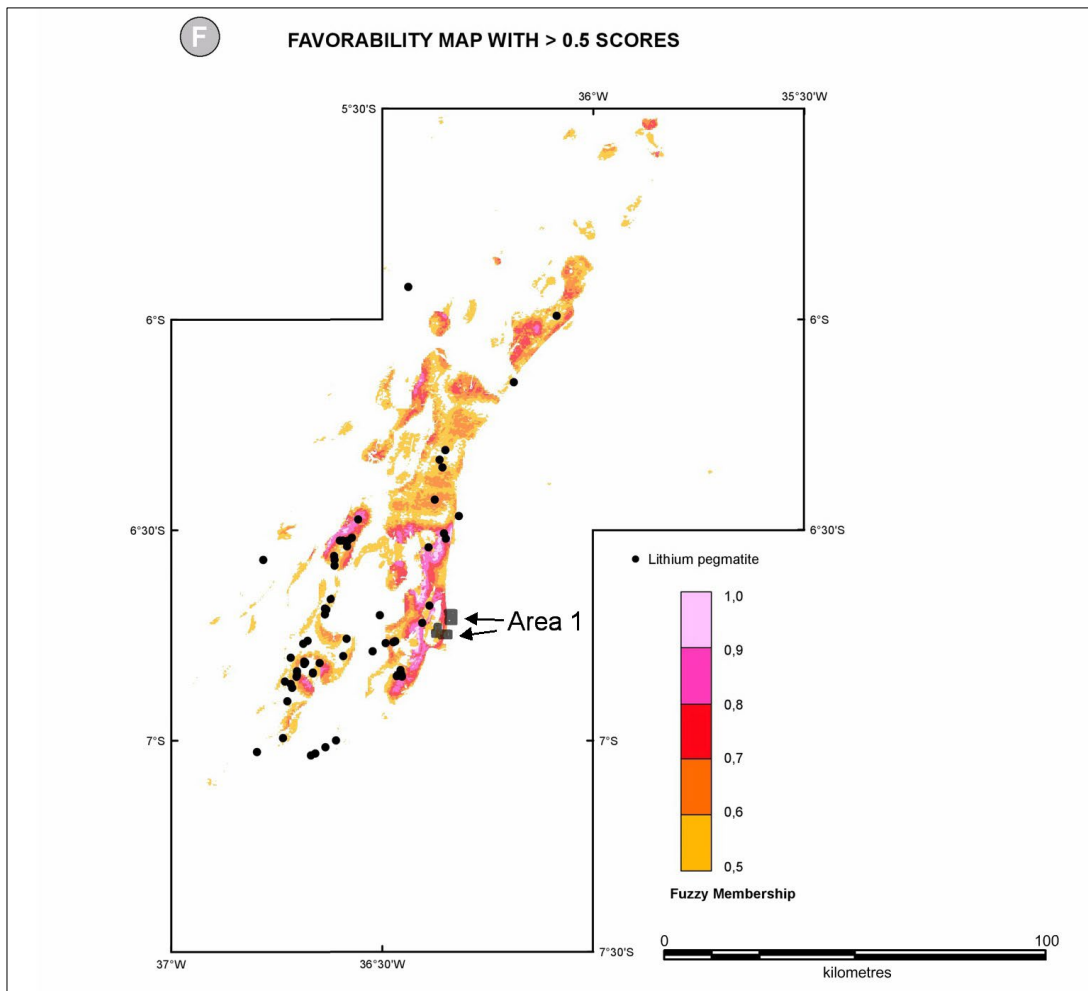 F
FAVORABILITY MAP WITH > 0.5 SCORES
36°W
35°30'W
5°30'S
6°S
6°S
6°30'S
6°30'S
Lithium pegmatite
1,0
0,9
0,8
0,7
0,6
0,5
Fuzzy Membership
Area 1
7°S
7°S
0
100
kilometres
37°W
36°30'W
7°30'S